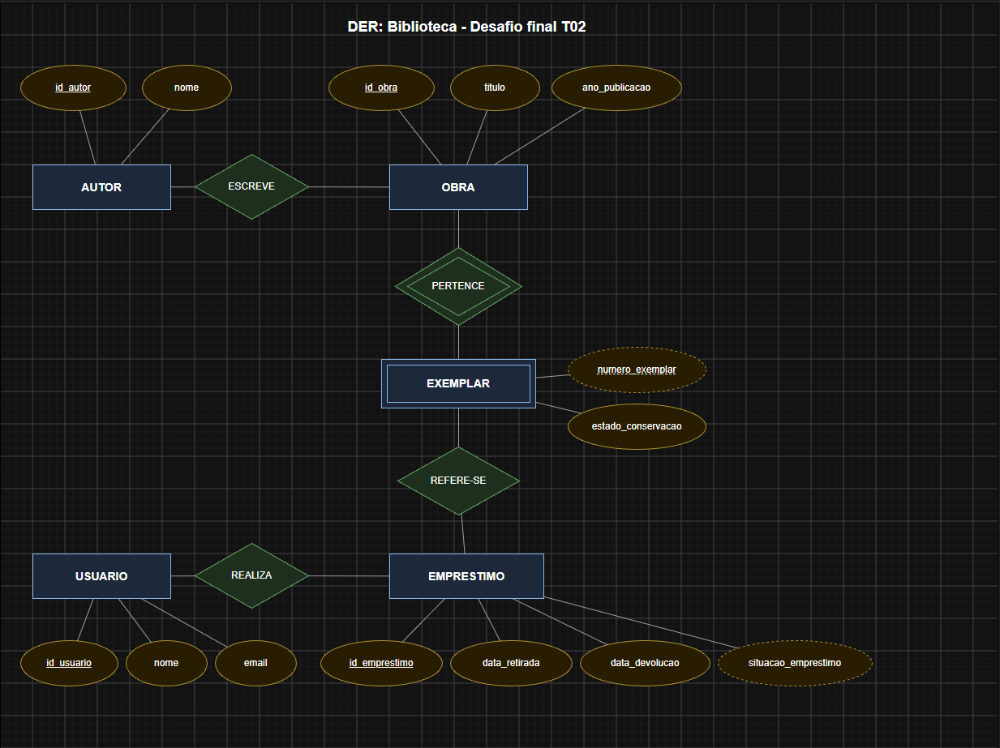 DER: Biblioteca - Desafio final T02
id_autor
nome
id_obra
titulo
ano_publicacao
AUTOR
ESCREVE
OBRA
PERTENCE
EXEMPLAR
numero_exemplar
estado_conservacao
REFERE-SE
USUARIO
REALIZA
EMPRESTIMO
id_usuario
nome
email
id_emprestimo
data_retirada
data_devolucao
situacao_emprestimo